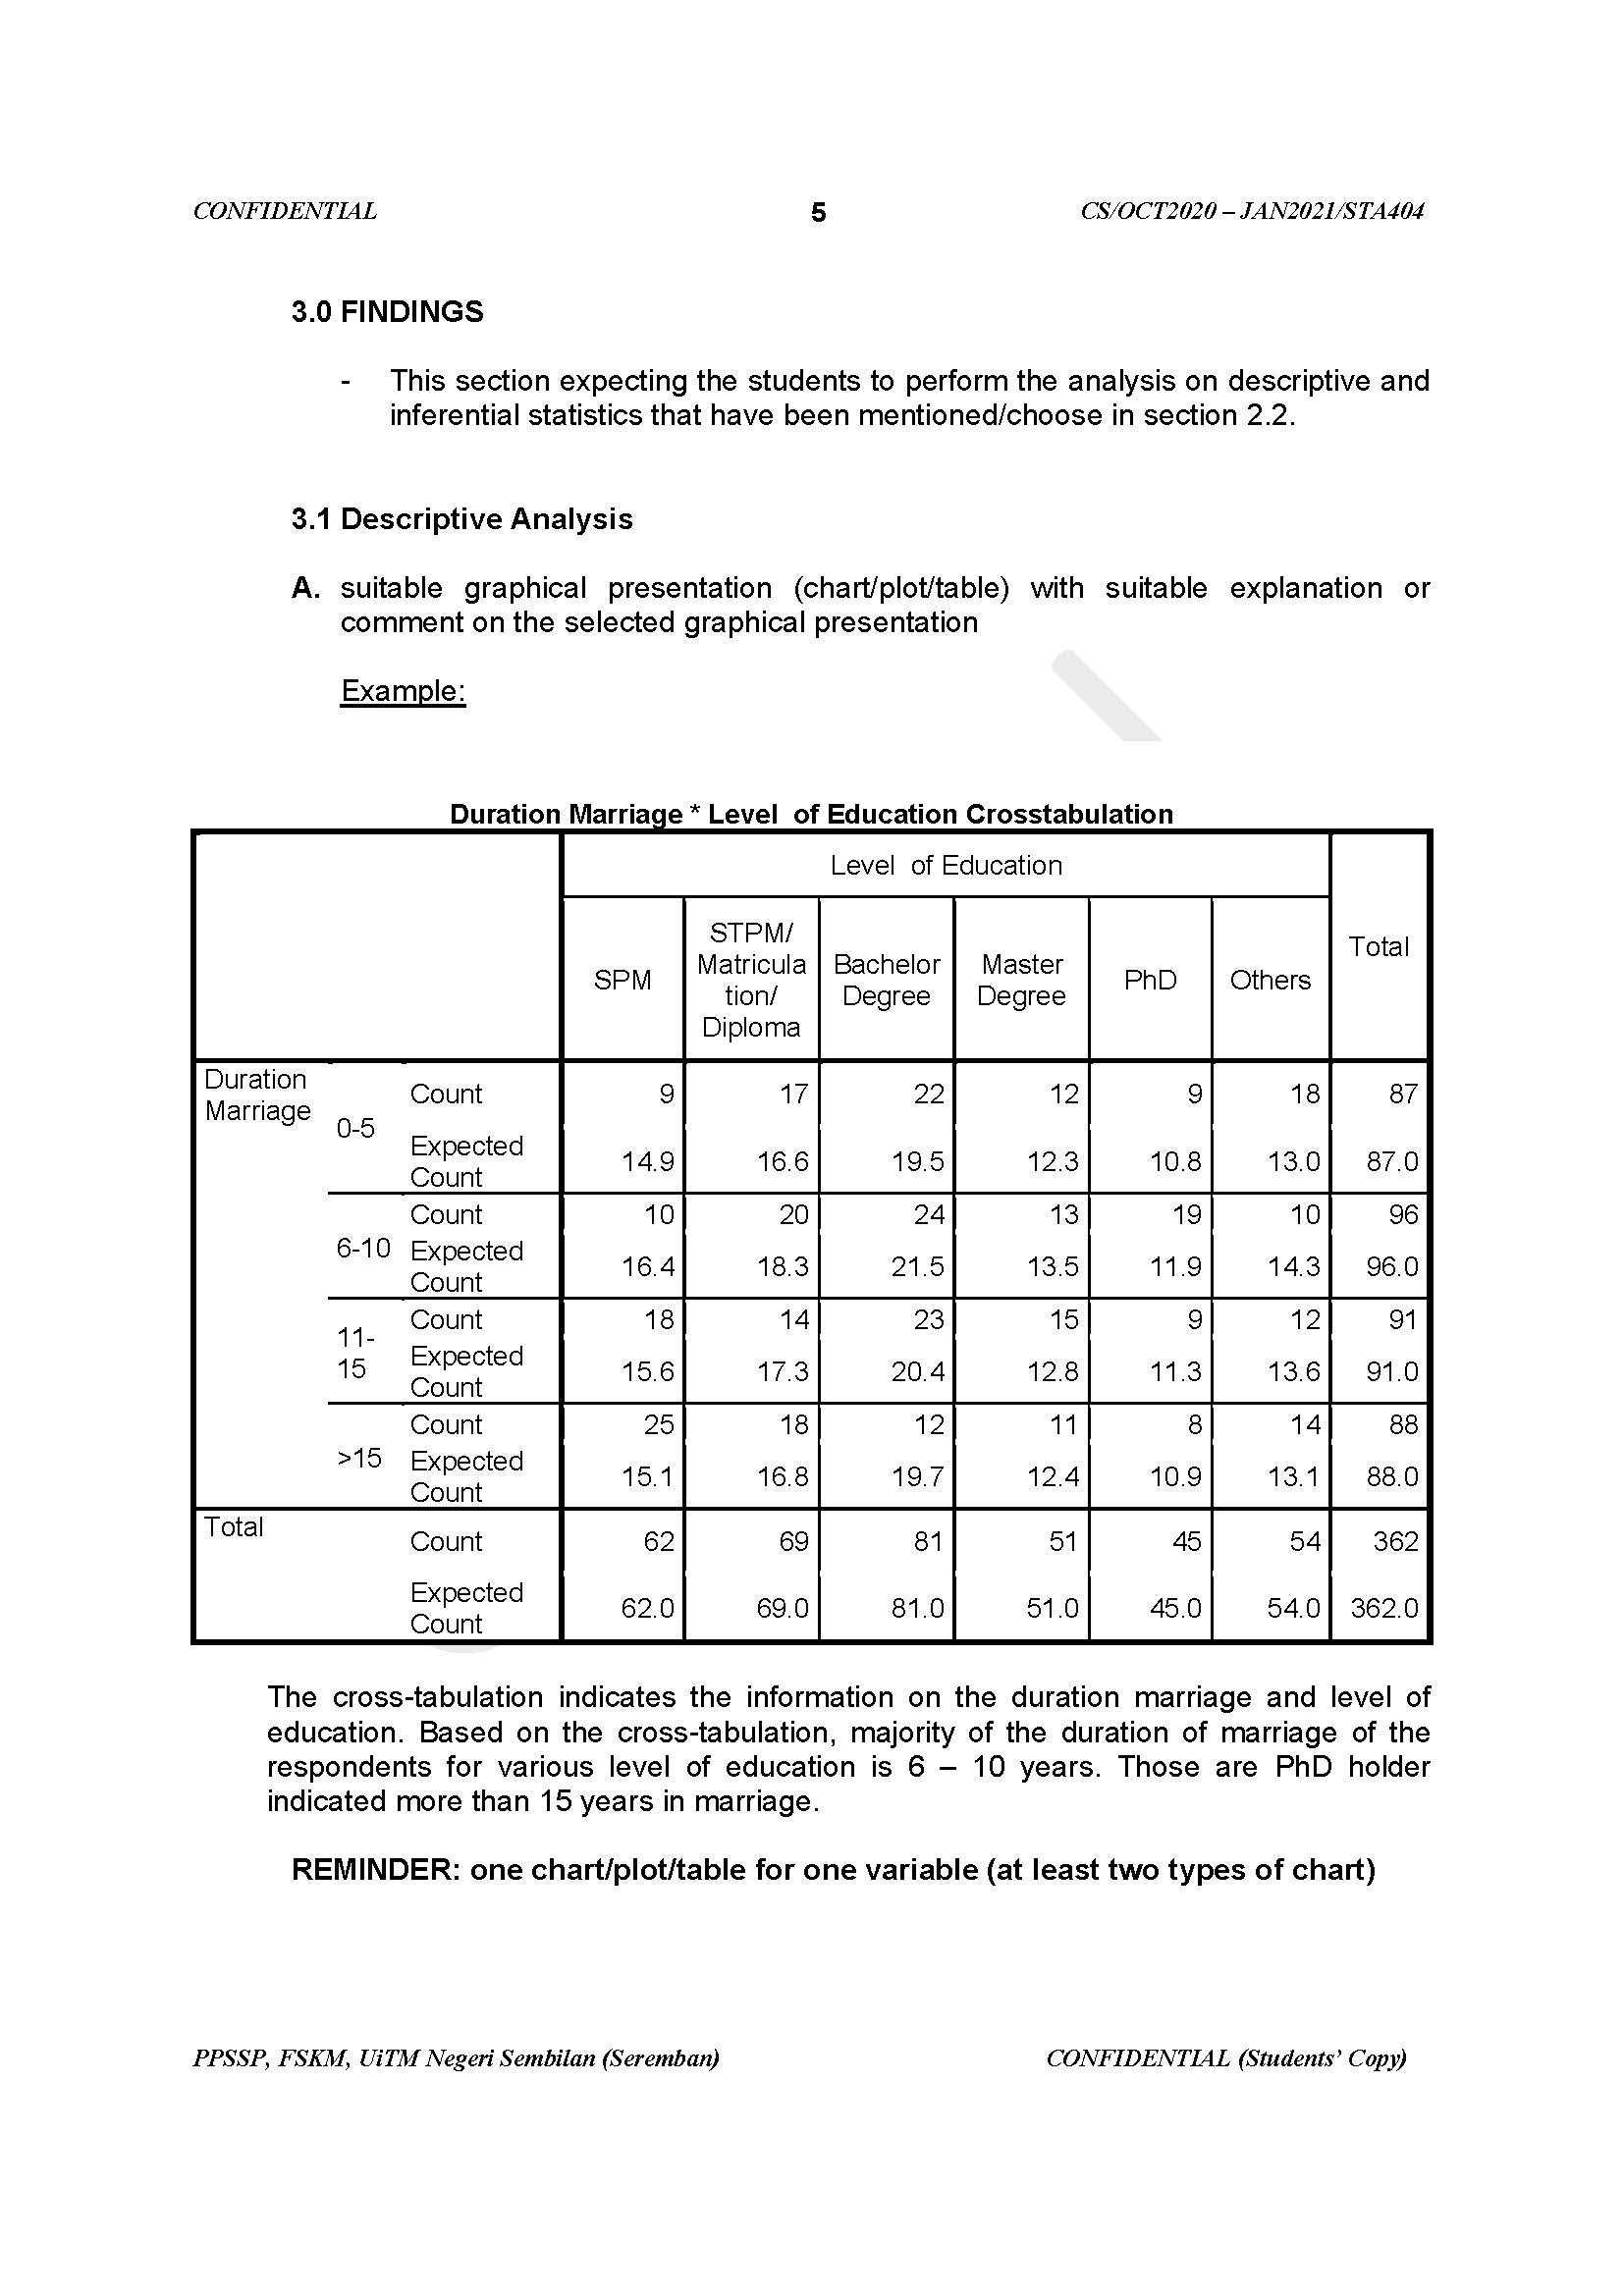 CONFIDENTIAL 5 CS/OCT2020 – JAN2021/STA404
3.0 FINDINGS
- This section expecting the students to perform the analysis on descriptive and
inferential statistics that have been mentioned/choose in section 2.2.
3.1 Descriptive Analysis
A. suitable graphical presentation (chart/plot/table) with suitable explanation or
comment on the selected graphical presentation
Example:
Duration Marriage * Level of Education Crosstabulation
Level of Education
Total
SPM
STPM/
Matricula
tion/
Diploma
Bachelor
Degree
Master
Degree
PhD
Others
Duration
Marriage
0-5
Count 9 17 22 12 9 18 87
Expected
Count
14.9 16.6 19.5 12.3 10.8 13.0 87.0
6-10
Count 10 20 24 13 19 10 96
Expected
Count
16.4 18.3 21.5 13.5 11.9 14.3 96.0
11-
15
Count 18 14 23 15 9 12 91
Expected
Count
15.6 17.3 20.4 12.8 11.3 13.6 91.0
>15
Count 25 18 12 11 8 14 88
Expected
Count
15.1 16.8 19.7 12.4 10.9 13.1 88.0
Total
Count 62 69 81 51 45 54 362
Expected
Count
62.0 69.0 81.0 51.0 45.0 54.0 362.0
The cross-tabulation indicates the information on the duration marriage and level of
education. Based on the cross-tabulation, majority of the duration of marriage of the
respondents for various level of education is 6 – 10 years. Those are PhD holder
indicated more than 15 years in marriage.
REMINDER: one chart/plot/table for one variable (at least two types of chart)
PPSSP, FSKM, UiTM Negeri Sembilan (Seremban) CONFIDENTIAL (Students’ Copy)